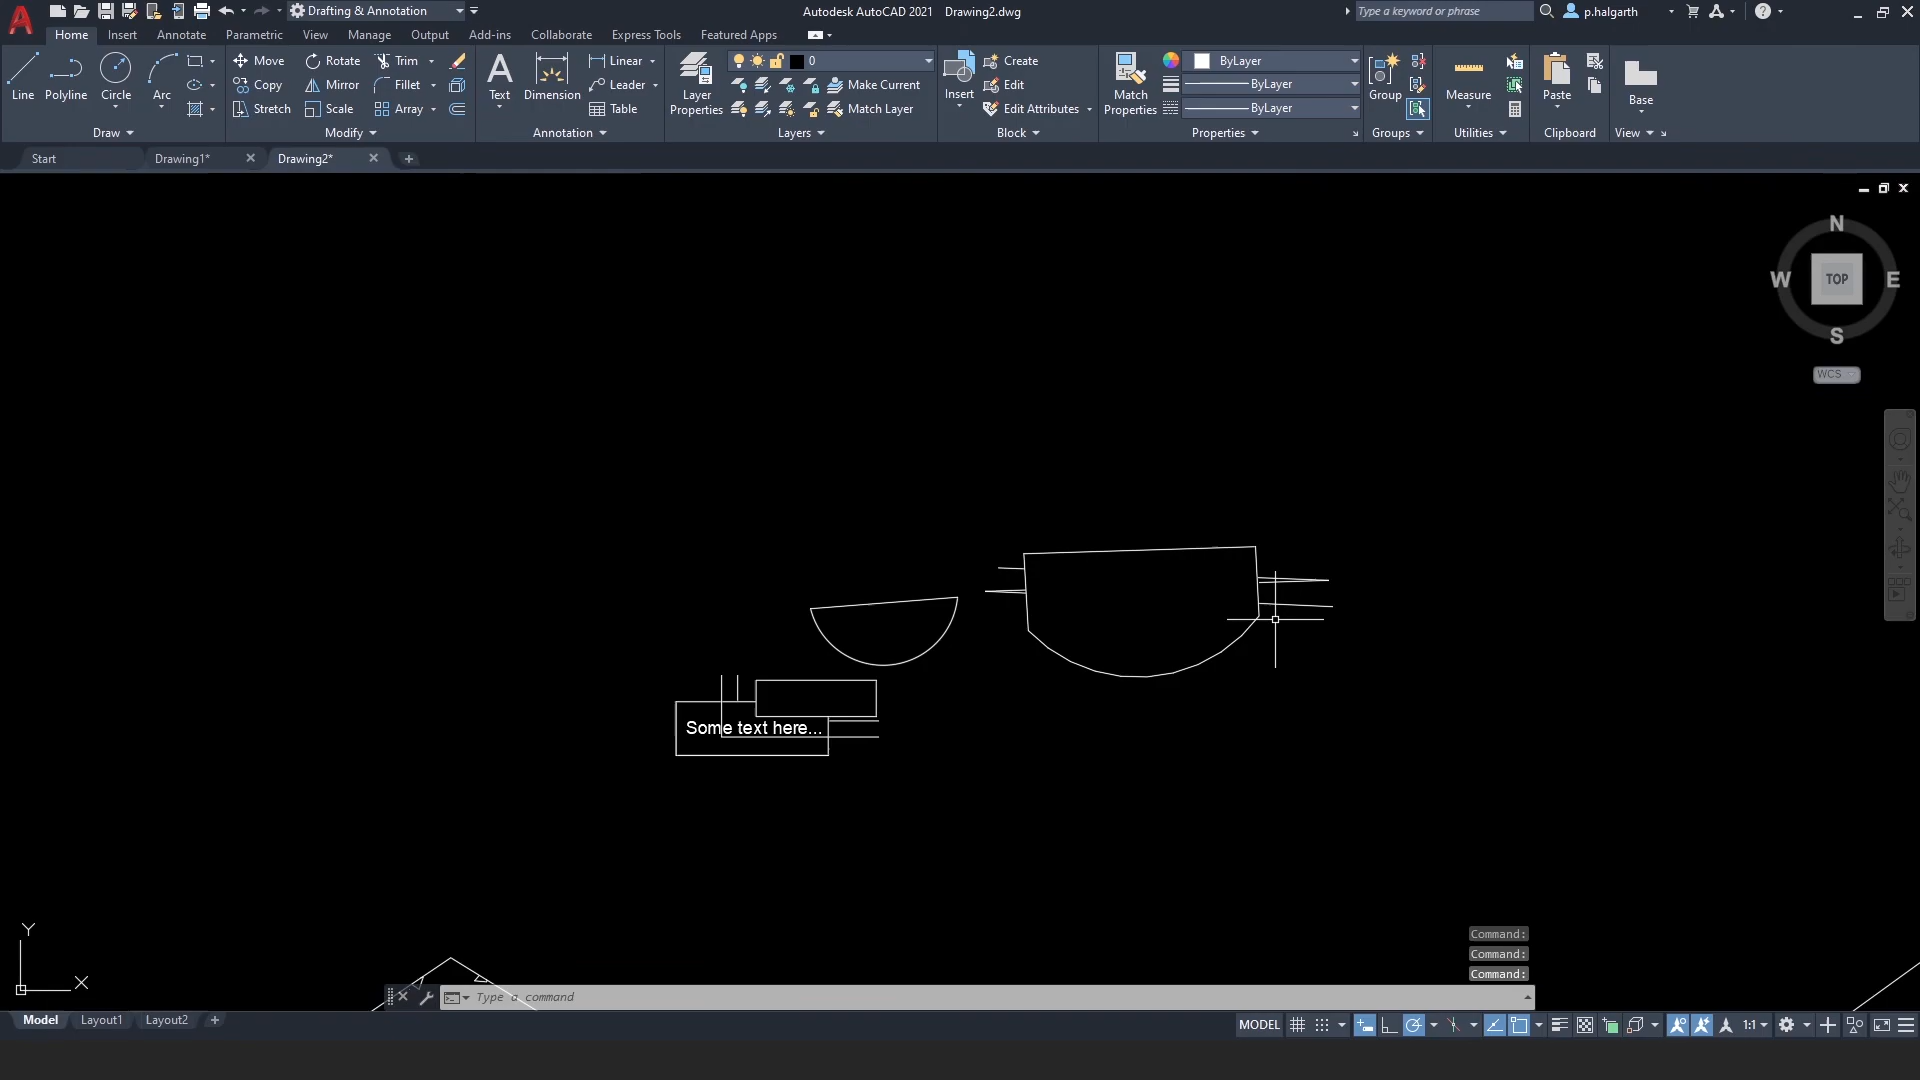 Drafting & Annotation
Autodesk AutoCAD 2021 Drawing2.dwg
Type a keyword or phrase
p.halgarth
Home Insert Annotate Parametric View Manage Output Add-ins Collaborate Express Tools Featured Apps
Line Polyline Circle Arc
Move Rotate Trim
Copy Mirror Fillet
Stretch Scale Array
Text Dimension
Linear
Leader
Table
Layer Properties
0
Make Current
Match Layer
Insert
Create
Edit
Edit Attributes
Match Properties
ByLayer
ByLayer
ByLayer
Group
Measure
Paste
Base
Draw Modify Annotation Layers Block Properties Groups Utilities Clipboard View
Start Drawing1* Drawing2*
N
W TOP E
S
WCS
Some text here...
Y
X
Command:
Command:
Command:
Type a command
Model Layout1 Layout2
MODEL 1:1